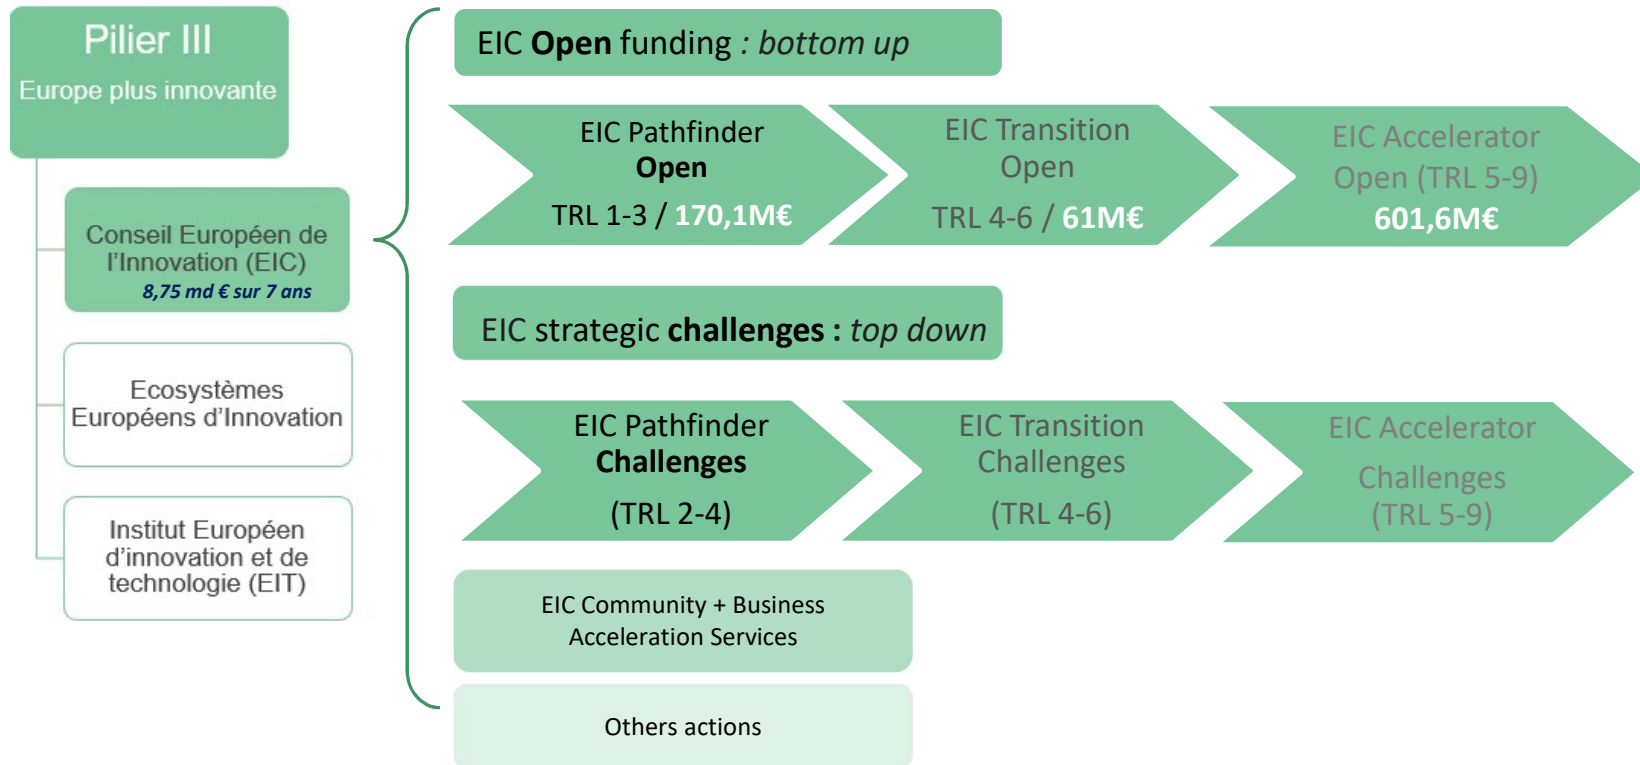 Pilier III
Europe plus innovante
Conseil Européen de
l'Innovation (EIC)
8,75 md € sur 7 ans
Ecosystèmes
Européens d'Innovation
Institut Européen
d'innovation et de
technologie (EIT)
EIC Open funding : bottom up
EIC Pathfinder
Open
TRL 1-3 / 170,1M€
EIC Transition
Open
TRL 4-6 / 61M€
EIC Accelerator
Open (TRL 5-9)
601,6M€
EIC strategic challenges : top down
EIC Pathfinder
Challenges
(TRL 2-4)
EIC Transition
Challenges
(TRL 4-6)
EIC Accelerator
Challenges
(TRL 5-9)
EIC Community + Business
Acceleration Services
Others actions